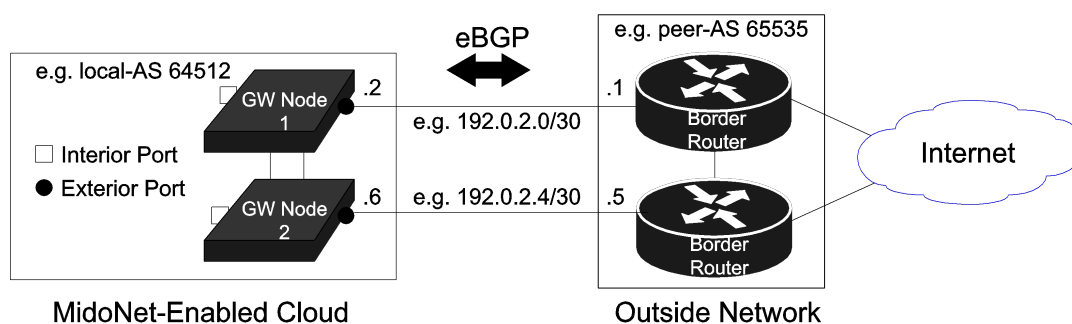 eBGP
e.g. peer-AS 65535
e.g. local-AS 64512
GW Node
1
.2
.1
e.g. 192.0.2.0/30
Border
Router
Interior Port
Exterior Port
Internet
GW Node
2
.6
e.g. 192.0.2.4/30
.5
Border
Router
MidoNet-Enabled Cloud
Outside Network